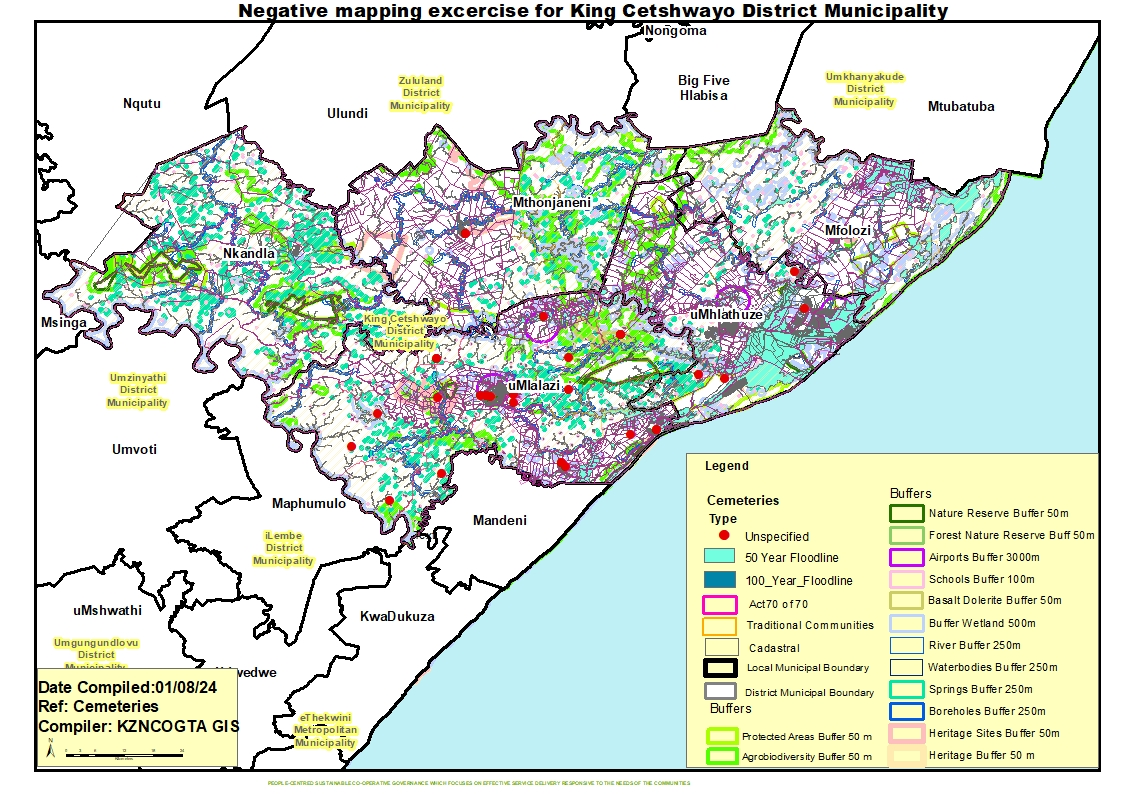 Negative mapping excercise for King Cetshwayo District Municipality
Nongoma
Big Five
Hlabisa
Umkhanyakude
District
Municipality
Mtubatuba
Zululand
District
Municipality
Nqutu
Ulundi
Mthonjaneni
Mfolozi
Nkandla
Msinga
King Cetshwayo
District
Municipality
uMhlathuze
uMlalazi
Umzinyathi
District
Municipality
Umvoti
Maphumulo
Mandeni
iLembe
District
Municipality
uMshwathi
KwaDukuza
Umgungundlovu
District
Municipality
wedwe
eThekwini
Metropolitan
Municipality
Date Compiled:01/08/24
Ref: Cemeteries
Compiler: KZNCOGTA GIS
N
Kilometers
Legend
Cemeteries
Type
Unspecified
50 Year Floodline
100_Year_Floodline
Act70 of 70
Traditional Communities
Cadastral
Local Municipal Boundary
District Municipal Boundary
Buffers
Protected Areas Buffer 50 m
Agrobiodiversity Buffer 50 m
Buffers
Nature Reserve Buffer 50m
Forest Nature Reserve Buff 50m
Airports Buffer 3000m
Schools Buffer 100m
Basalt Dolerite Buffer 50m
Buffer Wetland 500m
River Buffer 250m
Waterbodies Buffer 250m
Springs Buffer 250m
Boreholes Buffer 250m
Heritage Sites Buffer 50m
Heritage Buffer 50 m
PEOPLE-CENTRED SUSTAINABLE CO-OPERATIVE GOVERNANCE WHICH FOCUSES ON EFFECTIVE SERVICE DELIVERY RESPONSIVE TO THE NEEDS OF THE COMMUNITIES